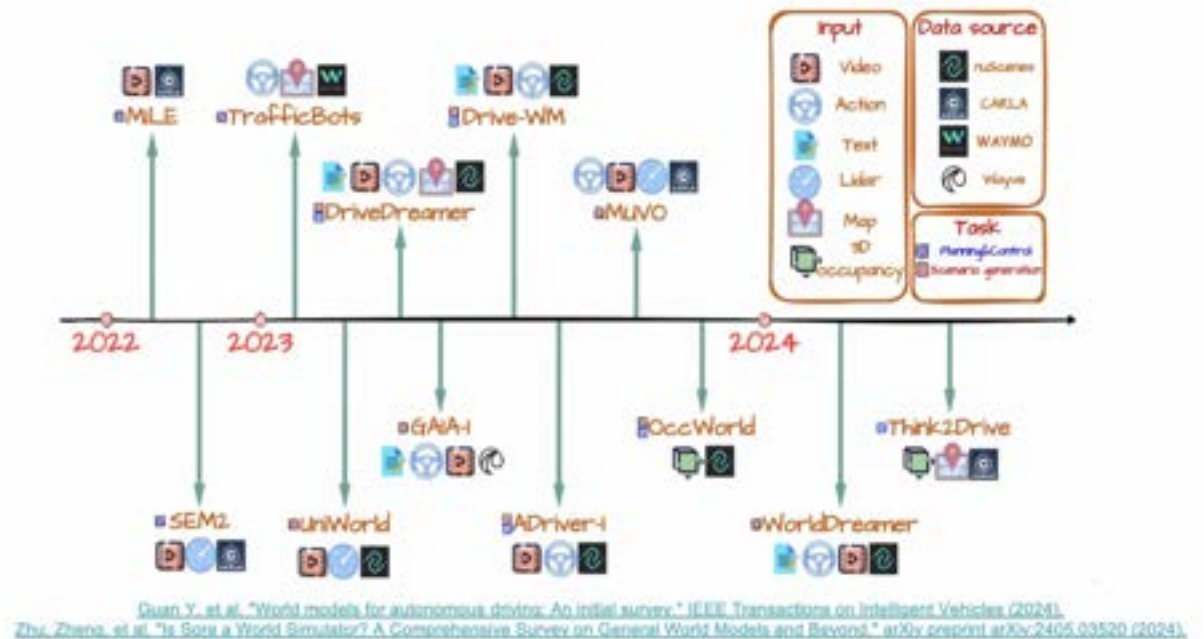 Input
Video
Action
Text
Lidar
Map
3D
occupancy
Data source
nuScenes
CARLA
WAYMO
Wayve
Task
Planning&Control
Scenario generation
MILE
TrafficBots
Drive-WM
DriveDreamer
MUVO
2022
2023
2024
GAIA-1
OccWorld
Think2Drive
SEM2
UniWorld
ADriver-I
WorldDreamer
Guan Y, et al. "World models for autonomous driving: An initial survey." IEEE Transactions on Intelligent Vehicles (2024).
Zhu, Zheng, et al. "Is Sora a World Simulator? A Comprehensive Survey on General World Models and Beyond." arXiv preprint arXiv:2405.03520 (2024).